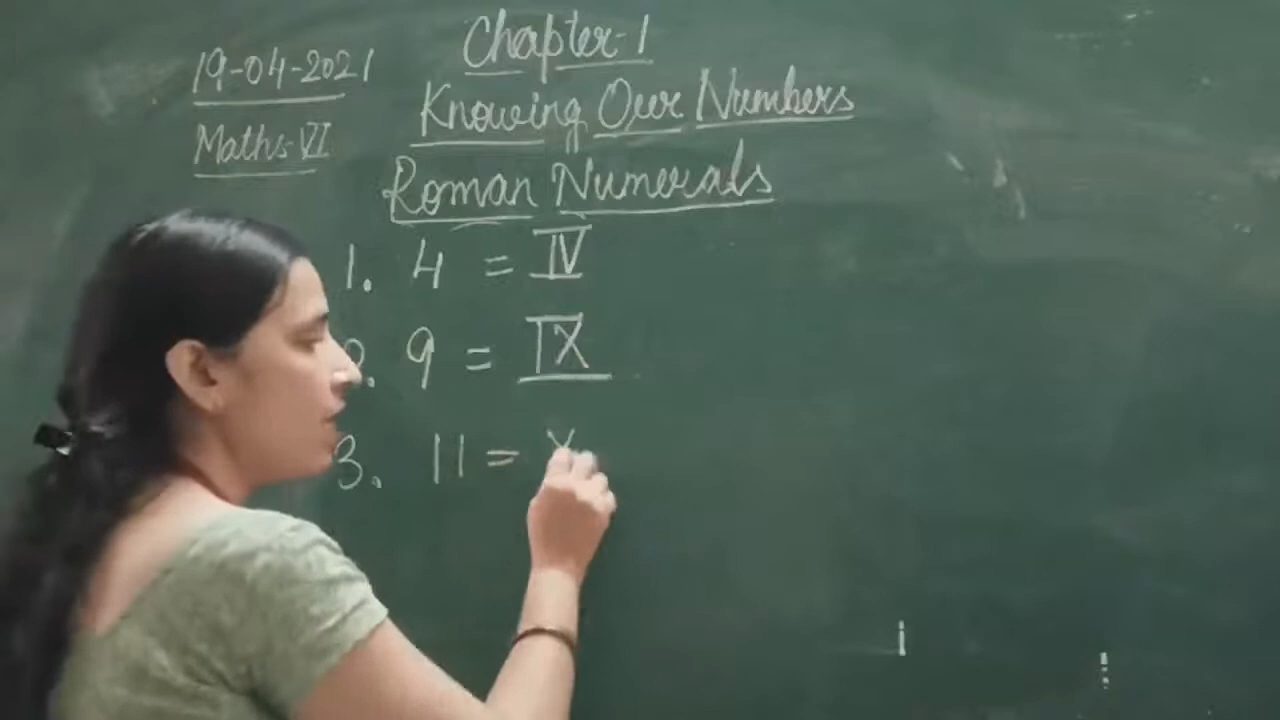 Chapter-1
19-04-2021
Knowing Our Numbers
Maths-VI
Roman Numerals
1. 4 = IV
2. 9 = IX
3. 11 = X